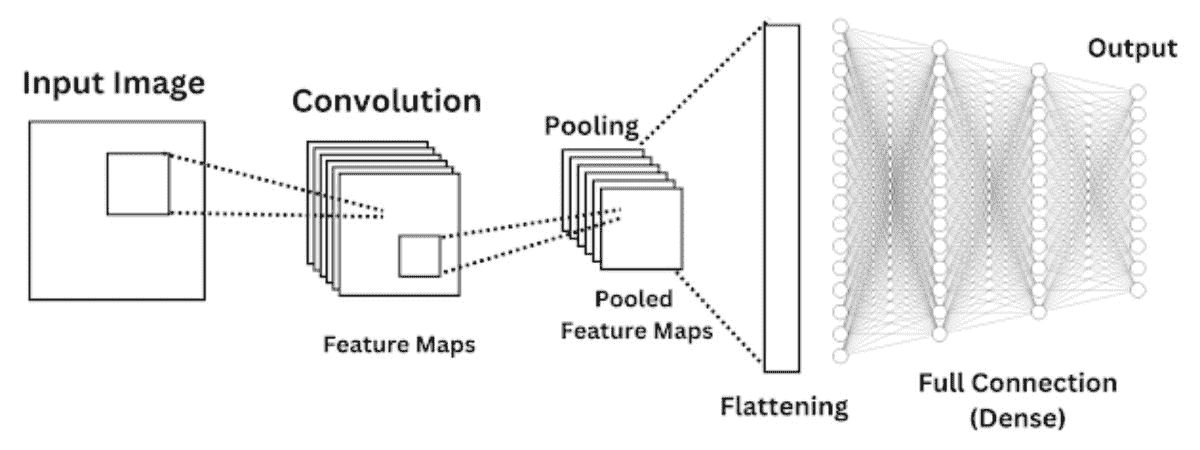 Input Image
Convolution
Feature Maps
Pooling
Pooled
Feature Maps
Flattening
Output
Full Connection
(Dense)